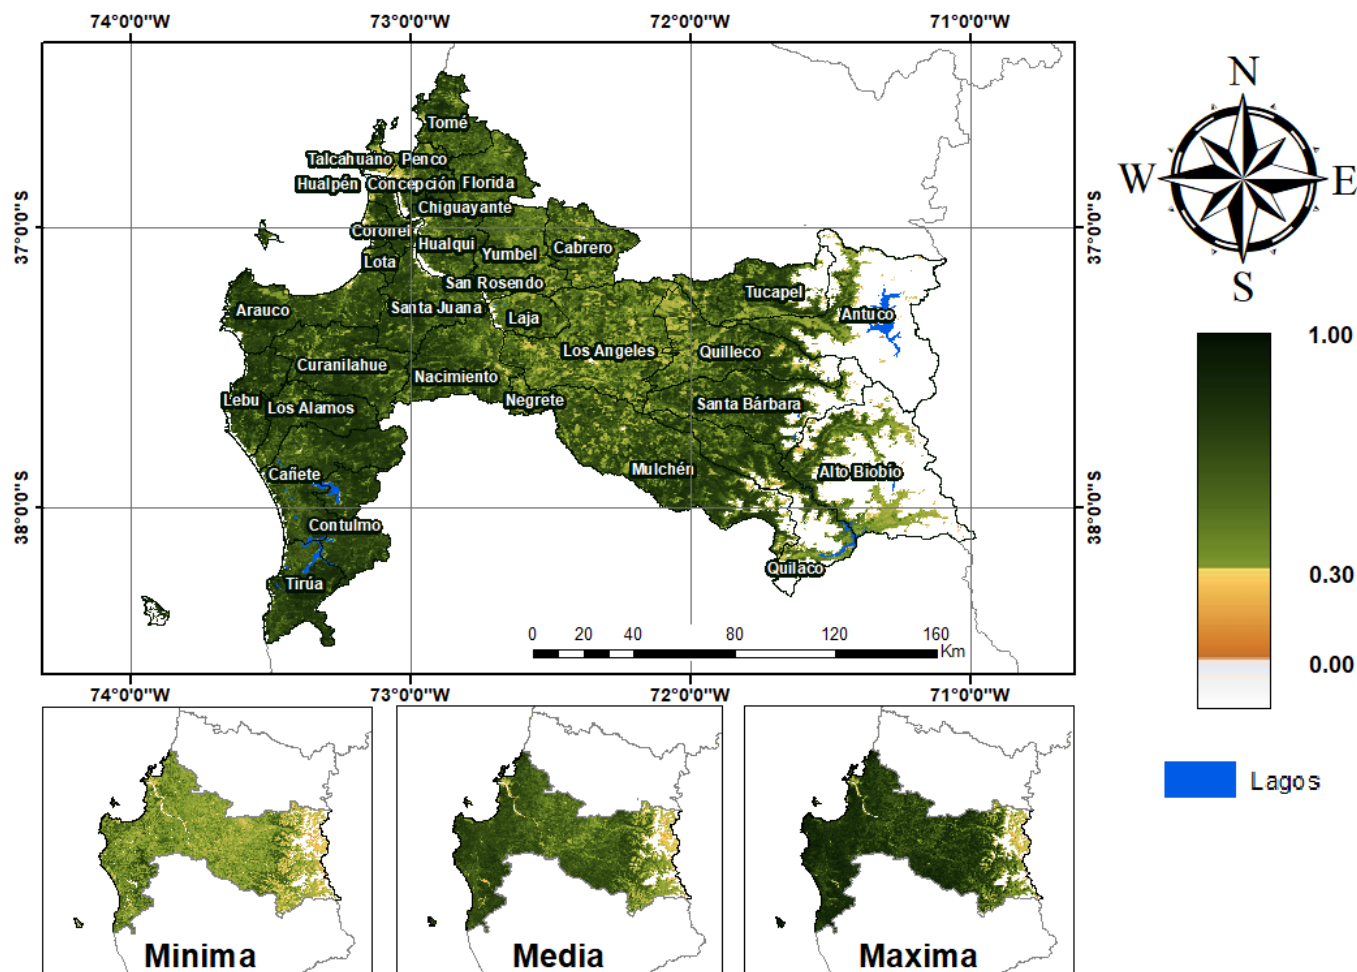 74°0'0"W 73°0'0"W 72°0'0"W 71°0'0"W
N
W E
S
37°0'0"S
37°0'0"S
38°0'0"S
38°0'0"S
Tomé
Talcahuano Penco
Hualpén Concepción Florida
Chiguayante
Coronel
Hualqui
Yumbel
Cabrero
Lota
San Rosendo
Tucapel
Arauco
Santa Juana
Laja
Antuco
Los Angeles
Quilleco
Curanilahue
Nacimiento
Lebu
Los Alamos
Negrete
Santa Bárbara
Cañete
Mulchén
Alto Biobío
Contulmo
Tirúa
Quilaco
0 20 40 80 120 160
Km
74°0'0"W 73°0'0"W 72°0'0"W 71°0'0"W
1.00
0.30
0.00
Lagos
Minima
Media
Maxima